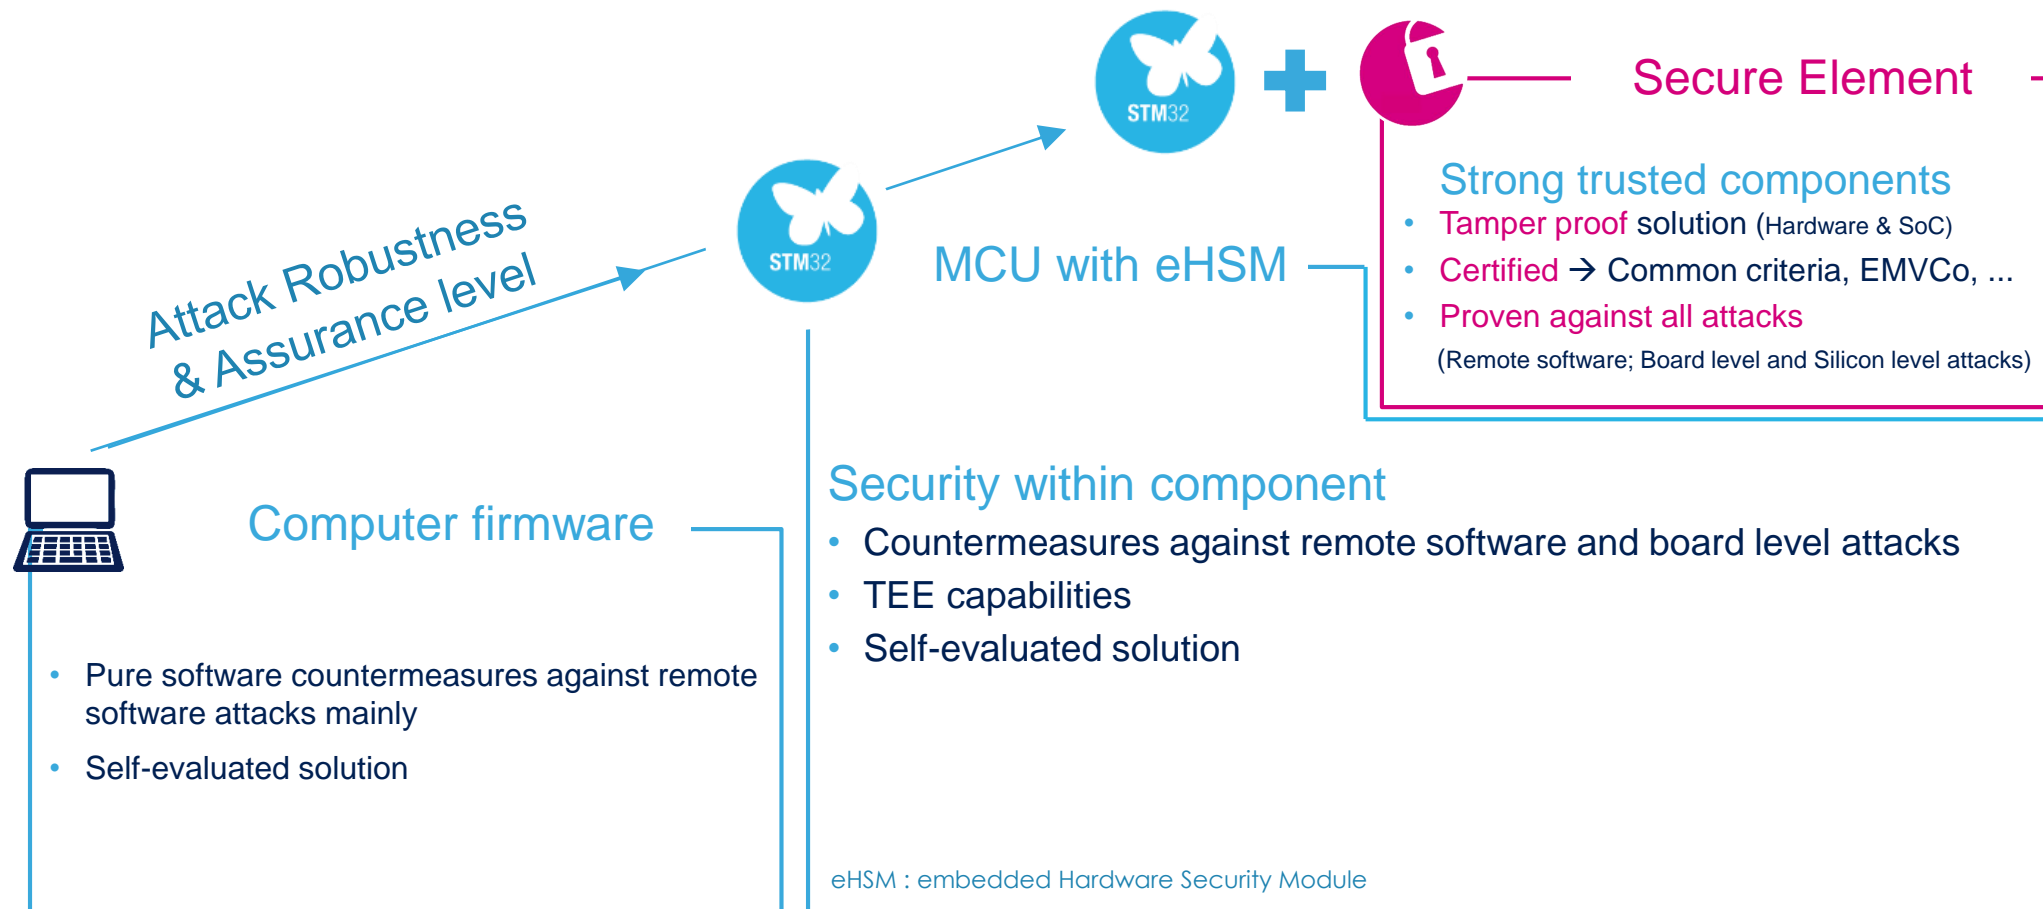 STM32
Secure Element
STM32
Strong trusted components
• Tamper proof solution (Hardware & SoC)
• Certified → Common criteria, EMVCo, ...
• Proven against all attacks
(Remote software; Board level and Silicon level attacks)
MCU with eHSM
Attack Robustness
& Assurance level
Security within component
• Countermeasures against remote software and board level attacks
• TEE capabilities
• Self-evaluated solution
Computer firmware
• Pure software countermeasures against remote
software attacks mainly
• Self-evaluated solution
eHSM : embedded Hardware Security Module